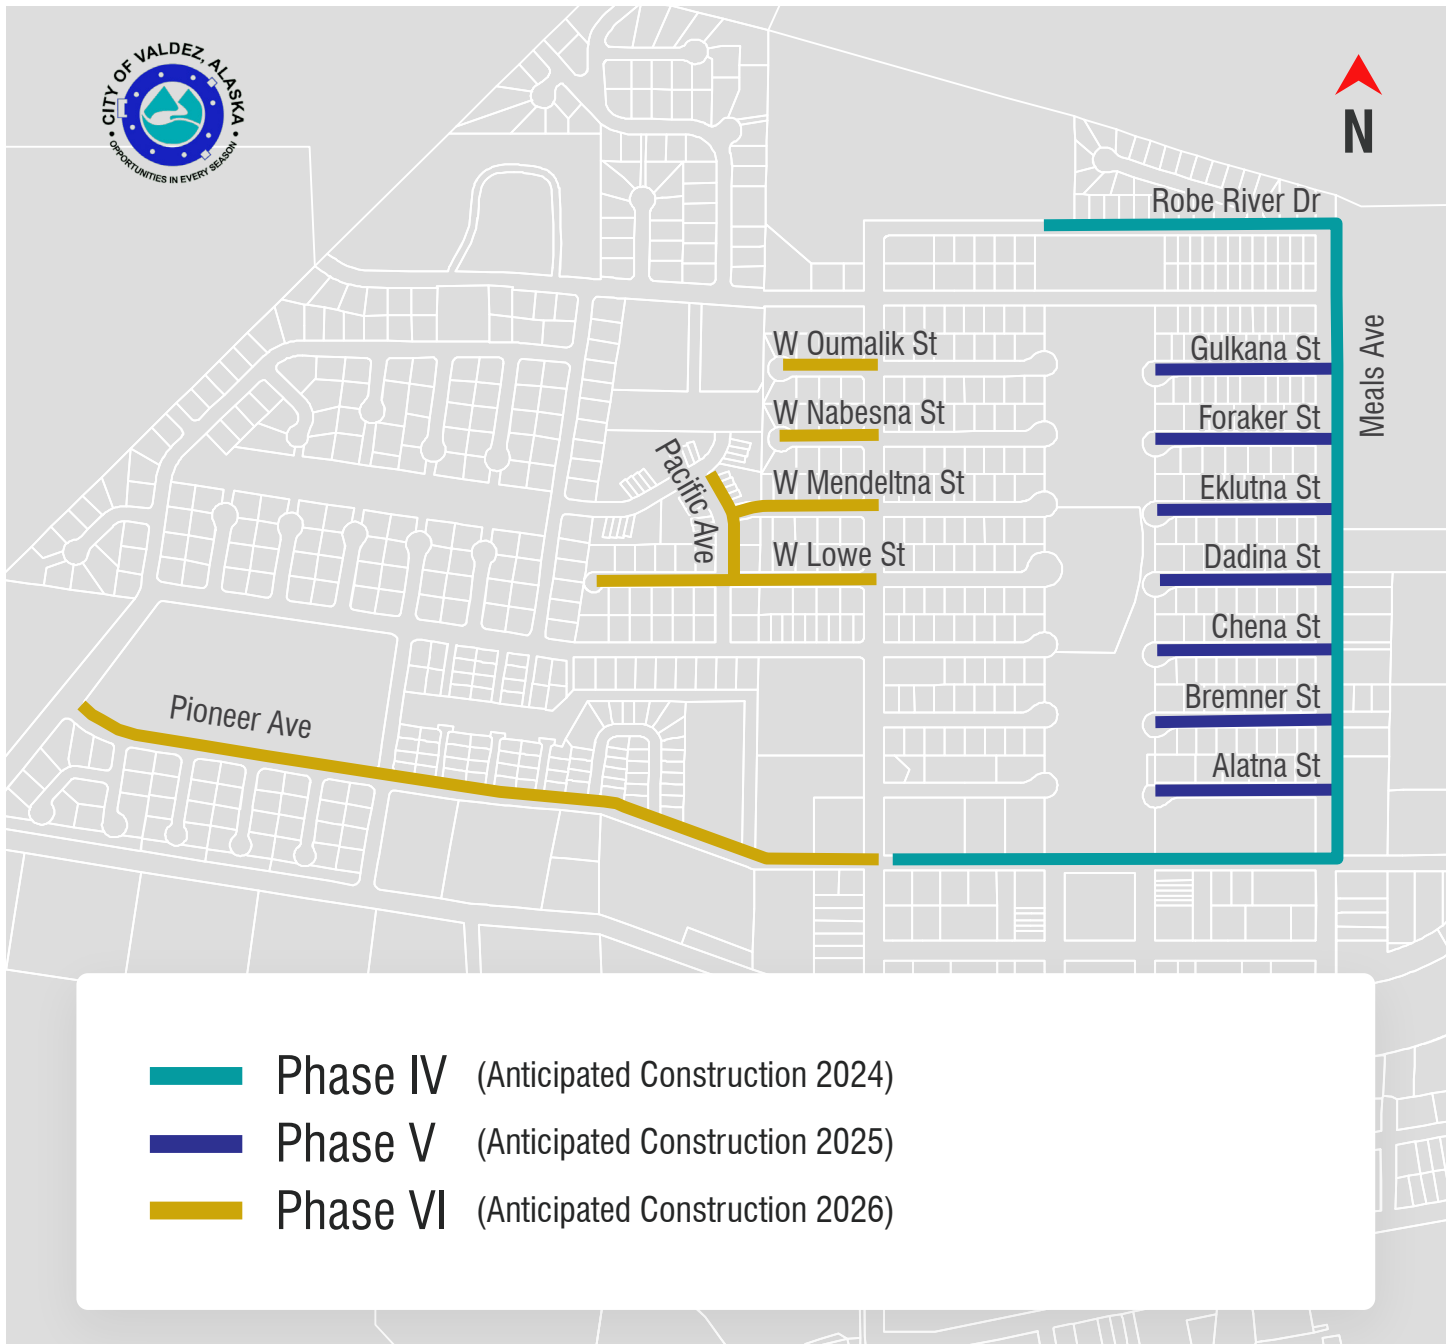 CITY OF VALDEZ, ALASKA
• OPPORTUNITIES IN EVERY SEASON •
N
Robe River Dr
Meals Ave
W Oumalik St
Gulkana St
W Nabesna St
Foraker St
Pacific Ave
W Mendeltna St
Eklutna St
W Lowe St
Dadina St
Chena St
Pioneer Ave
Bremner St
Alatna St
Phase IV (Anticipated Construction 2024)
Phase V (Anticipated Construction 2025)
Phase VI (Anticipated Construction 2026)